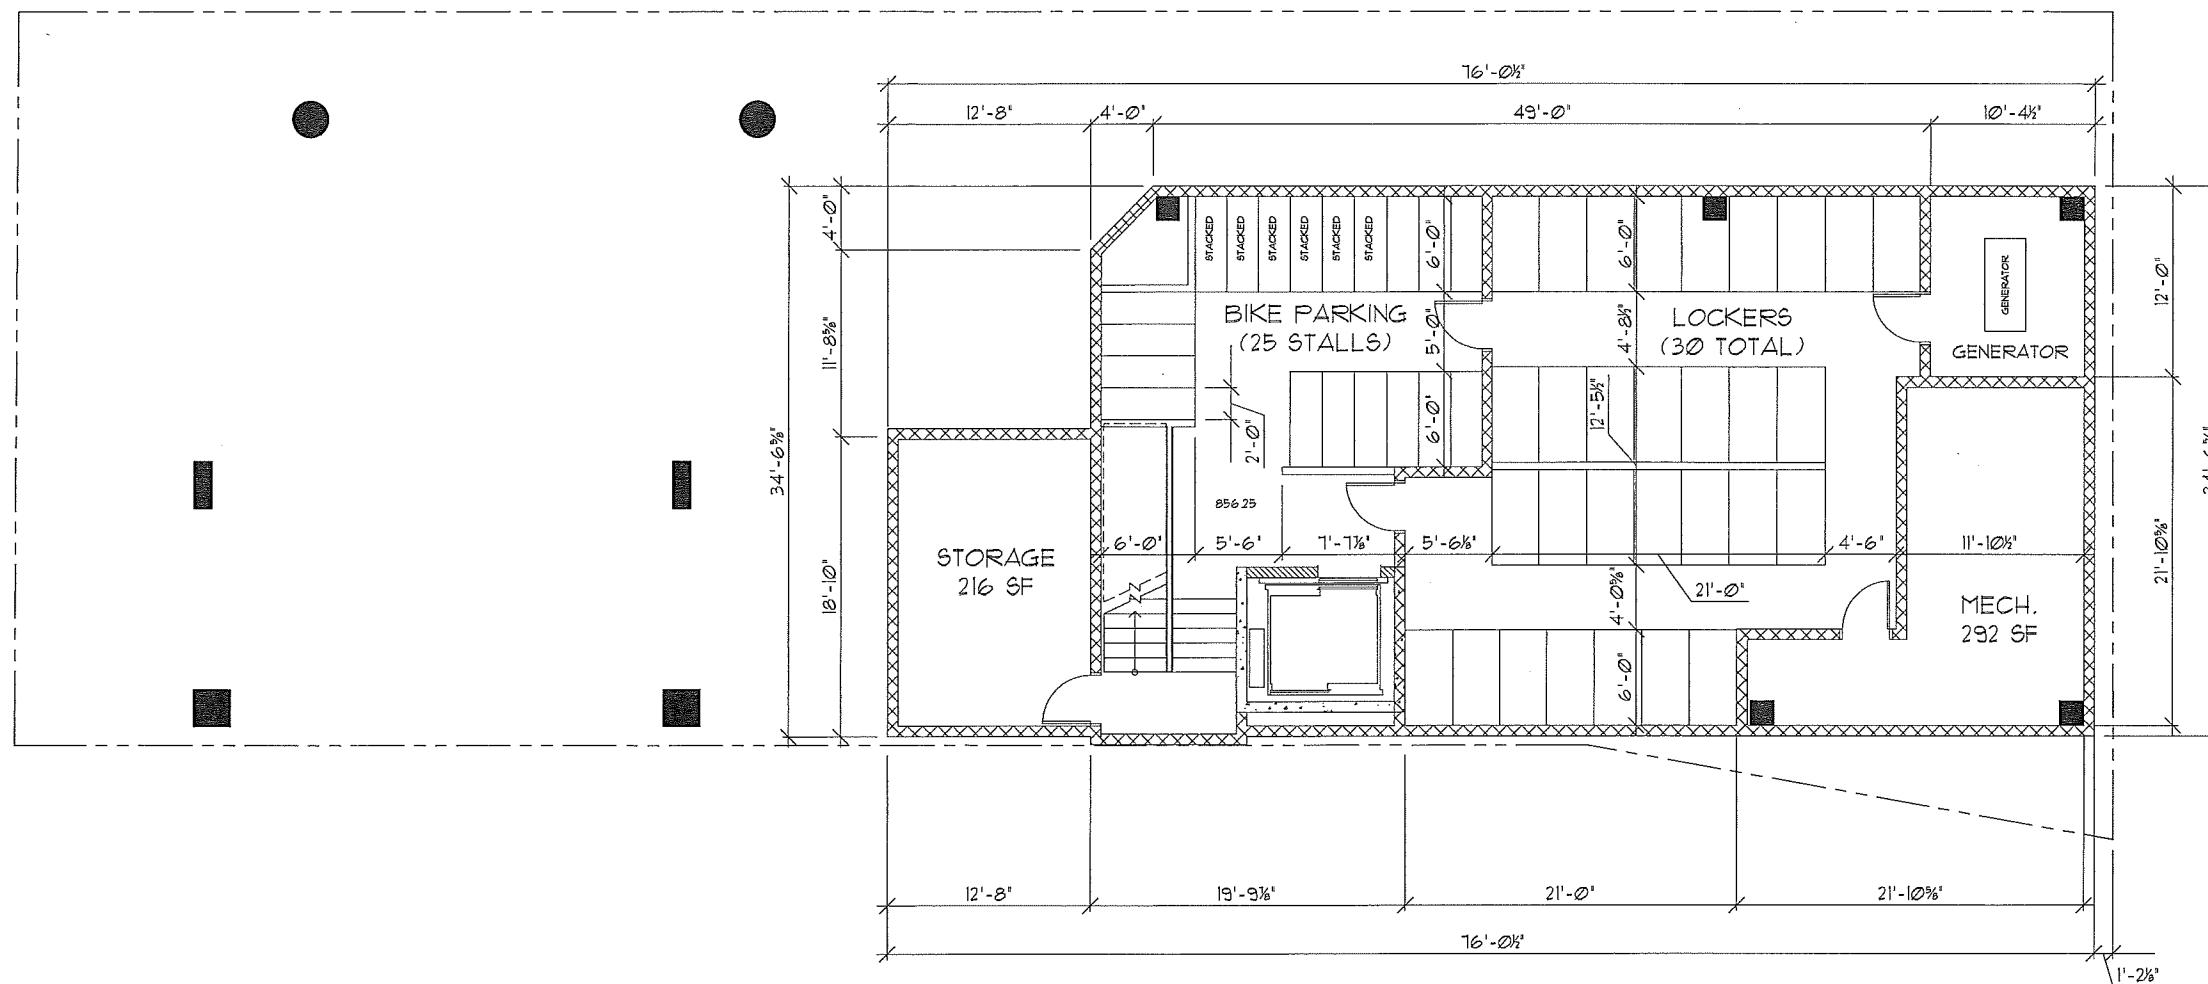 76'-0½"
12'-8"
4'-0"
49'-0"
10'-4½"
4'-0"
11'-8⅝"
34'-6⅝"
18'-10"
STACKED
STACKED
STACKED
STACKED
STACKED
STACKED
6'-0"
6'-0"
BIKE PARKING
(25 STALLS)
5'-0"
4'-8½"
LOCKERS
(30 TOTAL)
GENERATOR
GENERATOR
12'-0"
2'-0"
6'-0"
12'-5½"
856.25
STORAGE
216 SF
6'-0"
5'-6"
7'-7⅞"
5'-6⅛"
21'-0"
4'-6"
11'-10½"
21'-10⅝"
4'-0⅝"
6'-0"
MECH.
292 SF
12'-8"
19'-9⅞"
21'-0"
21'-10⅝"
76'-0½"
1'-2⅛"